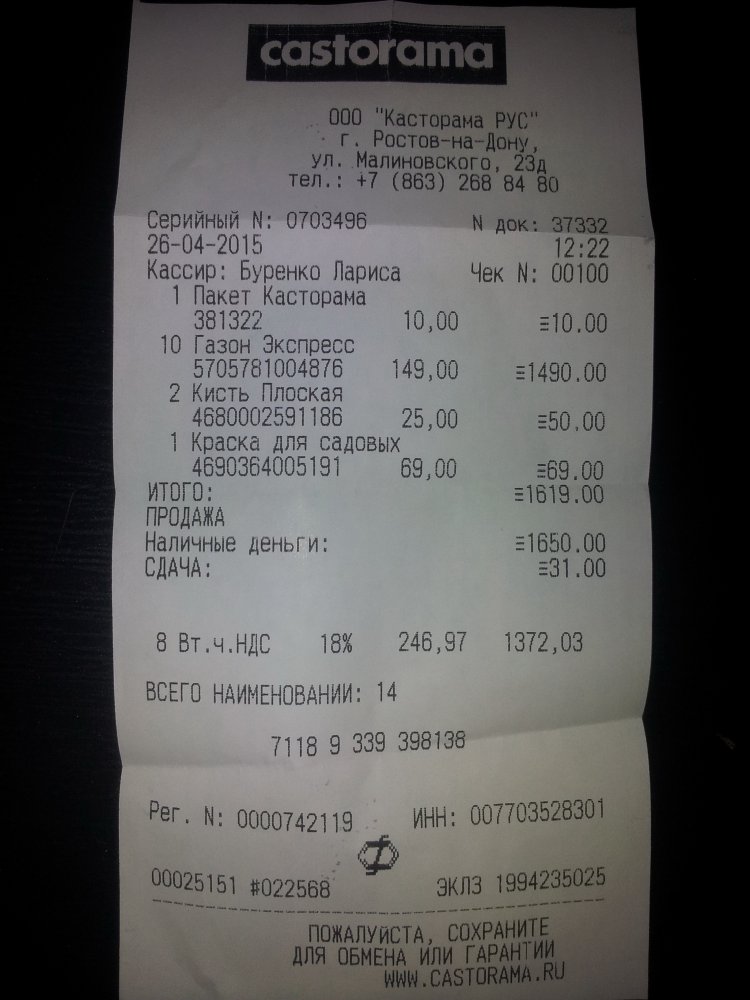 castorama
ООО "Касторама РУС"
г. Ростов-на-Дону,
ул. Малиновского, 23д
тел.: +7 (863) 268 84 80
Серийный N: 0703496 N док: 37332
26-04-2015 12:22
Кассир: Буренко Лариса Чек N: 00100
1 Пакет Касторама
381322 10,00 ≡10.00
10 Газон Экспресс
5705781004876 149,00 ≡1490.00
2 Кисть Плоская
4680002591186 25,00 ≡50.00
1 Краска для садовых
4690364005191 69,00 ≡69.00
ИТОГО: ≡1619.00
ПРОДАЖА
Наличные деньги: ≡1650.00
СДАЧА: ≡31.00
8 Вт.ч.НДС 18% 246,97 1372,03
ВСЕГО НАИМЕНОВАНИИ: 14
7118 9 339 398138
Рег. N: 0000742119 ИНН: 007703528301
00025151 #022568 ЭКЛЗ 1994235025
ПОЖАЛУЙСТА, СОХРАНИТЕ
ДЛЯ ОБМЕНА ИЛИ ГАРАНТИИ
WWW.CASTORAMA.RU